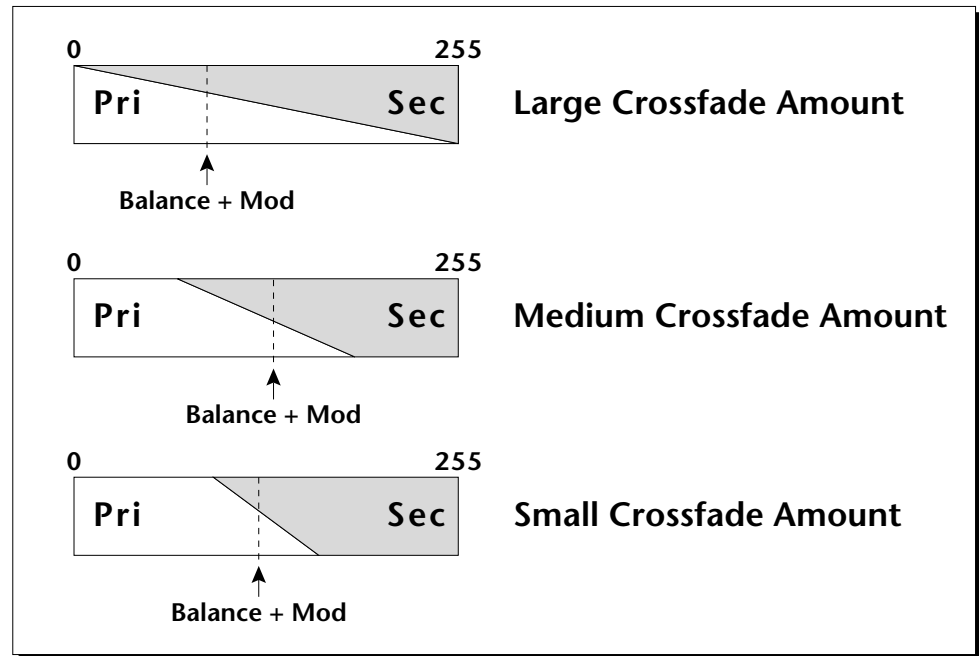 0 255
Pri Sec Large Crossfade Amount
Balance + Mod
0 255
Pri Sec Medium Crossfade Amount
Balance + Mod
0 255
Pri Sec Small Crossfade Amount
Balance + Mod